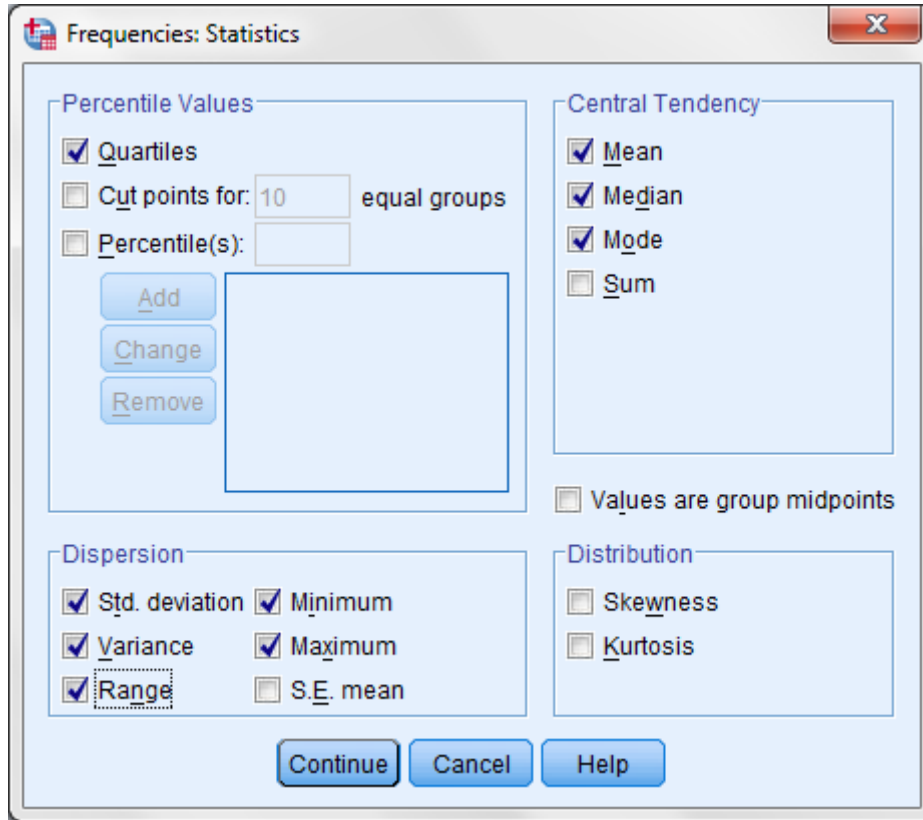 Frequencies: Statistics
Percentile Values
Quartiles
Cut points for: 10 equal groups
Percentile(s):
Add
Change
Remove
Central Tendency
Mean
Median
Mode
Sum
Values are group midpoints
Dispersion
Std. deviation Minimum
Variance Maximum
Range S.E. mean
Distribution
Skewness
Kurtosis
Continue Cancel Help